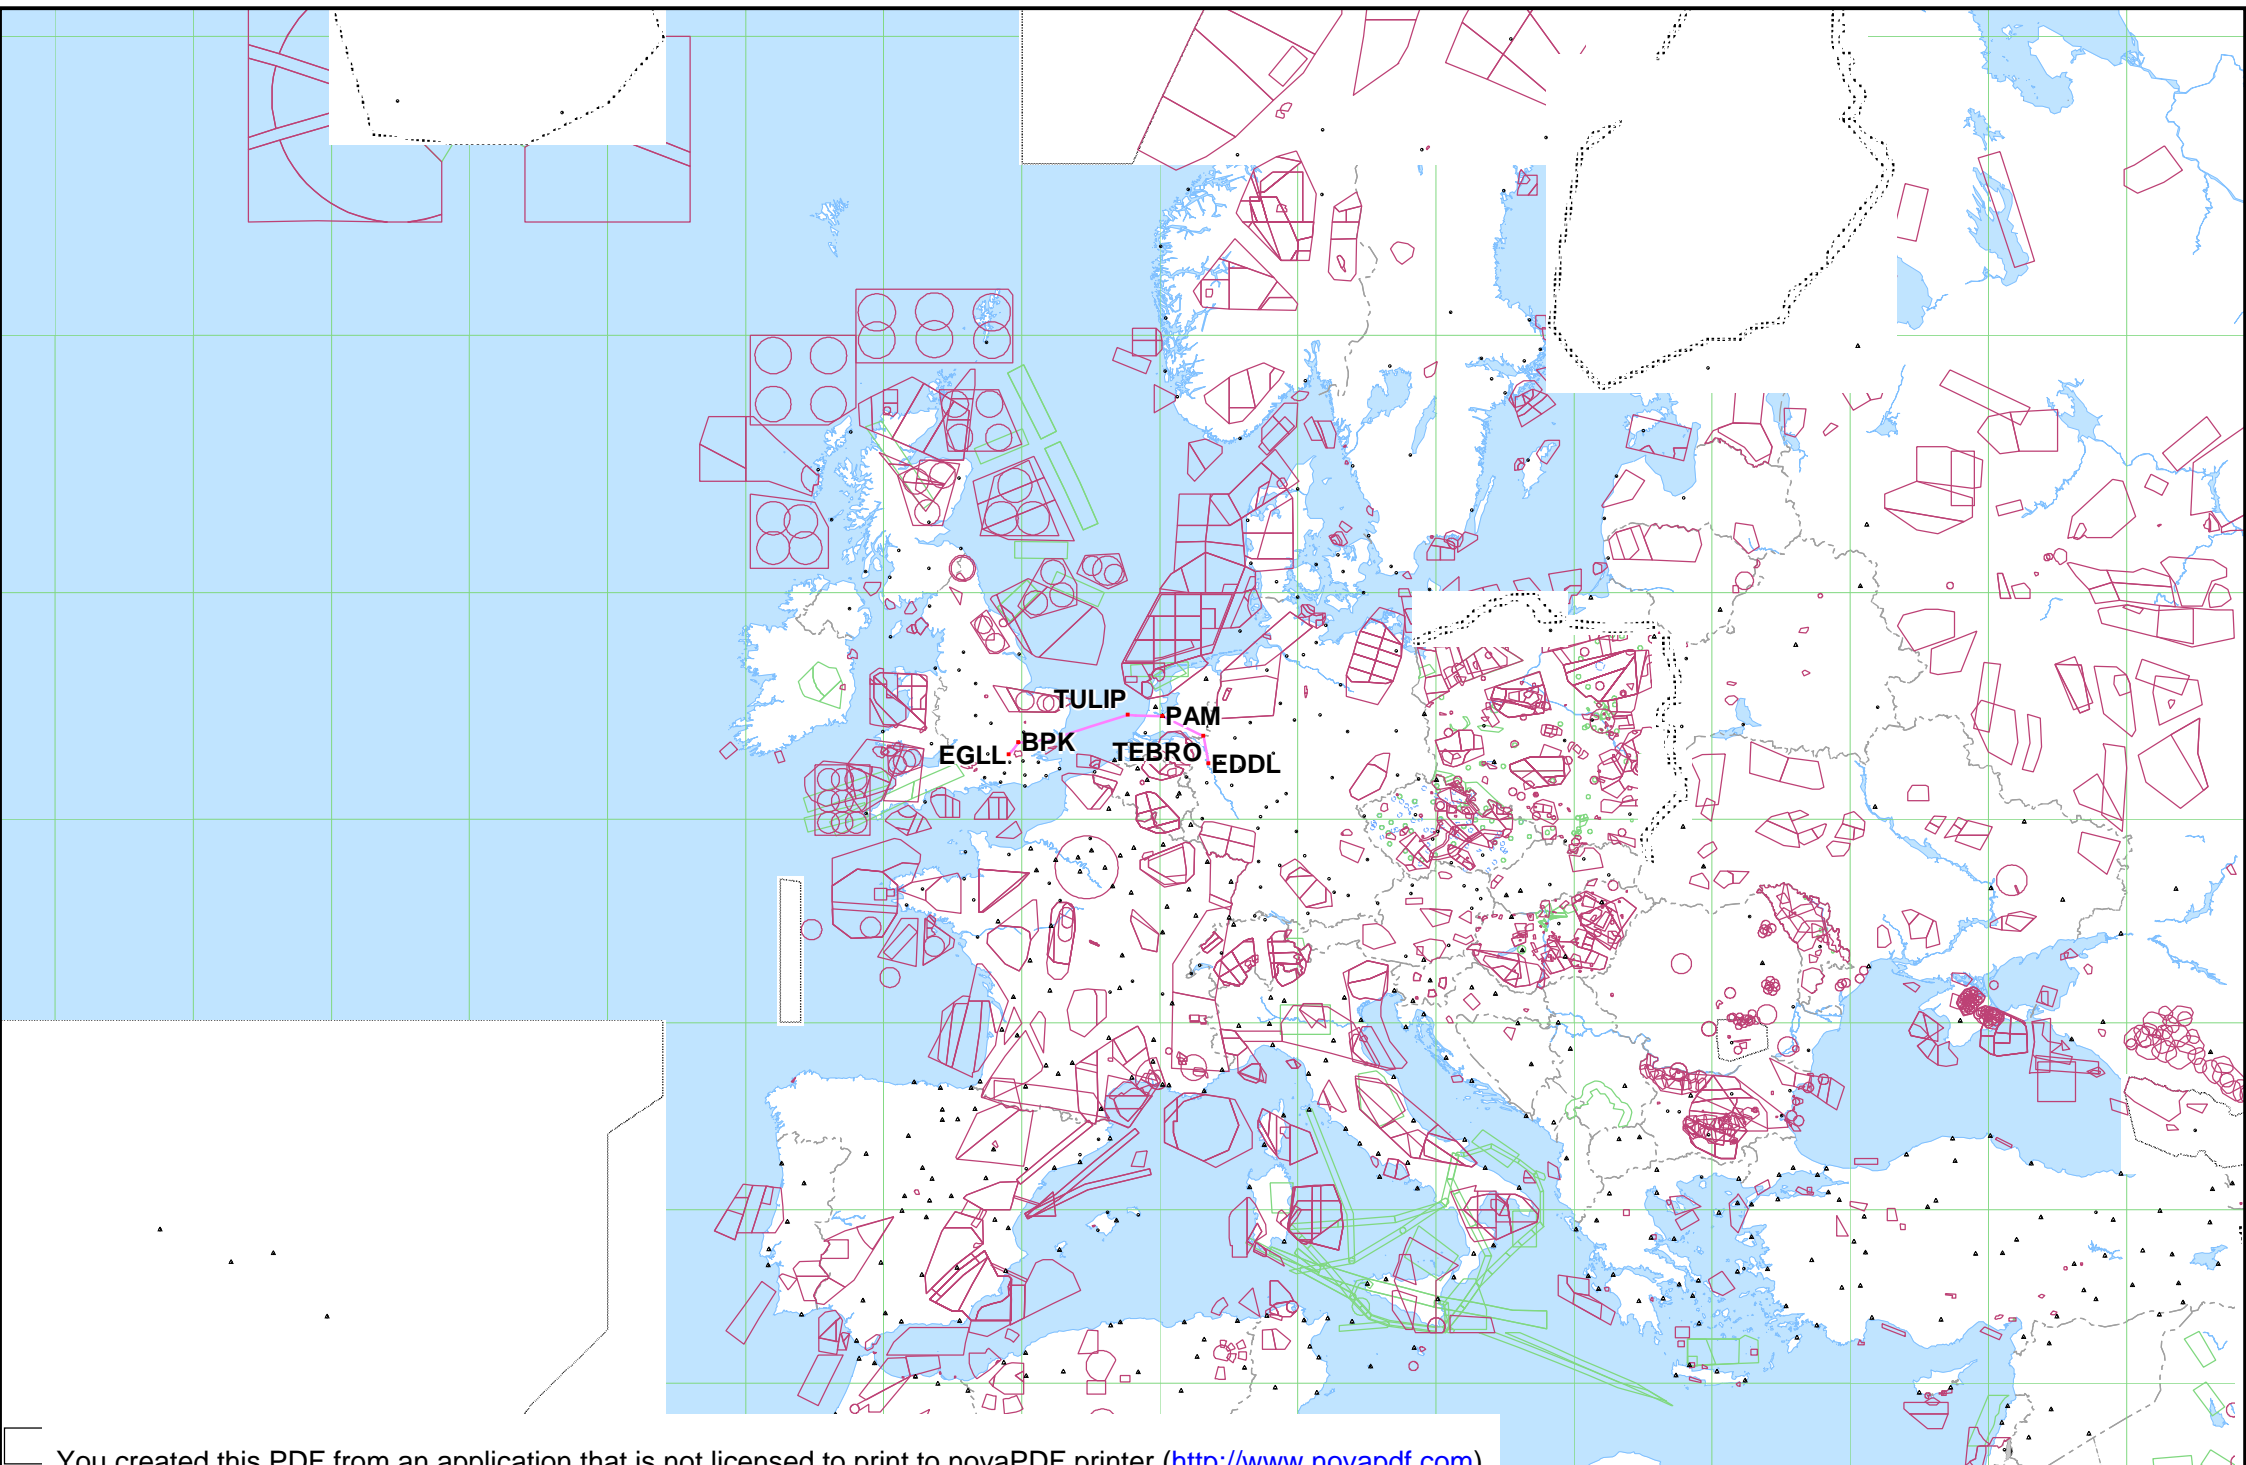 TULIP
PAM
BPK
EGLL
TEBRO
EDDL
You created this PDF from an application that is not licensed to print to novaPDF printer (http://www.novapdf.com)